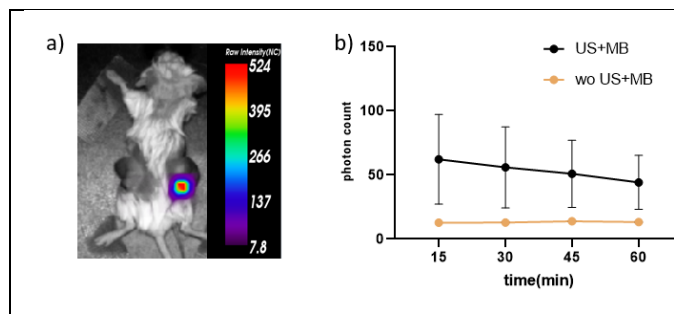 a)
Raw Intensity(NC)
524
395
266
137
7.8
b)
150
100
50
0
photon count
US+MB
wo US+MB
15 30 45 60
time(min)